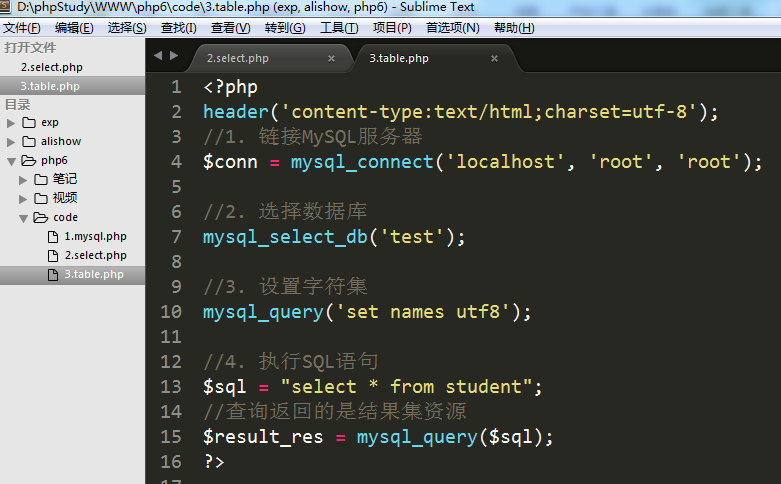 D:\phpStudy\WWW\php6\code\3.table.php (exp, alishow, php6) - Sublime Text
文件(F) 编辑(E) 选择(S) 查找(I) 查看(V) 转到(G) 工具(T) 项目(P) 首选项(N) 帮助(H)
打开文件
2.select.php
3.table.php
目录
exp
alishow
php6
笔记
视频
code
1.mysql.php
2.select.php
3.table.php
2.select.php × 3.table.php ×
1 <?php
2 header('content-type:text/html;charset=utf-8');
3 //1. 链接MySQL服务器
4 $conn = mysql_connect('localhost', 'root', 'root');
5
6 //2. 选择数据库
7 mysql_select_db('test');
8
9 //3. 设置字符集
10 mysql_query('set names utf8');
11
12 //4. 执行SQL语句
13 $sql = "select * from student";
14 //查询返回的是结果集资源
15 $result_res = mysql_query($sql);
16 ?>